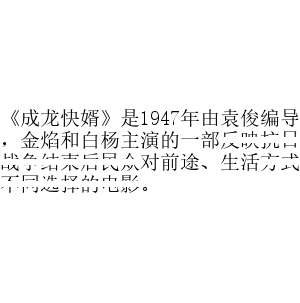 《成龙快婿》是1947年由袁俊编导
，金焰和白杨主演的一部反映抗日
战争结束后民众对前途、生活方式
不同选择的电影。